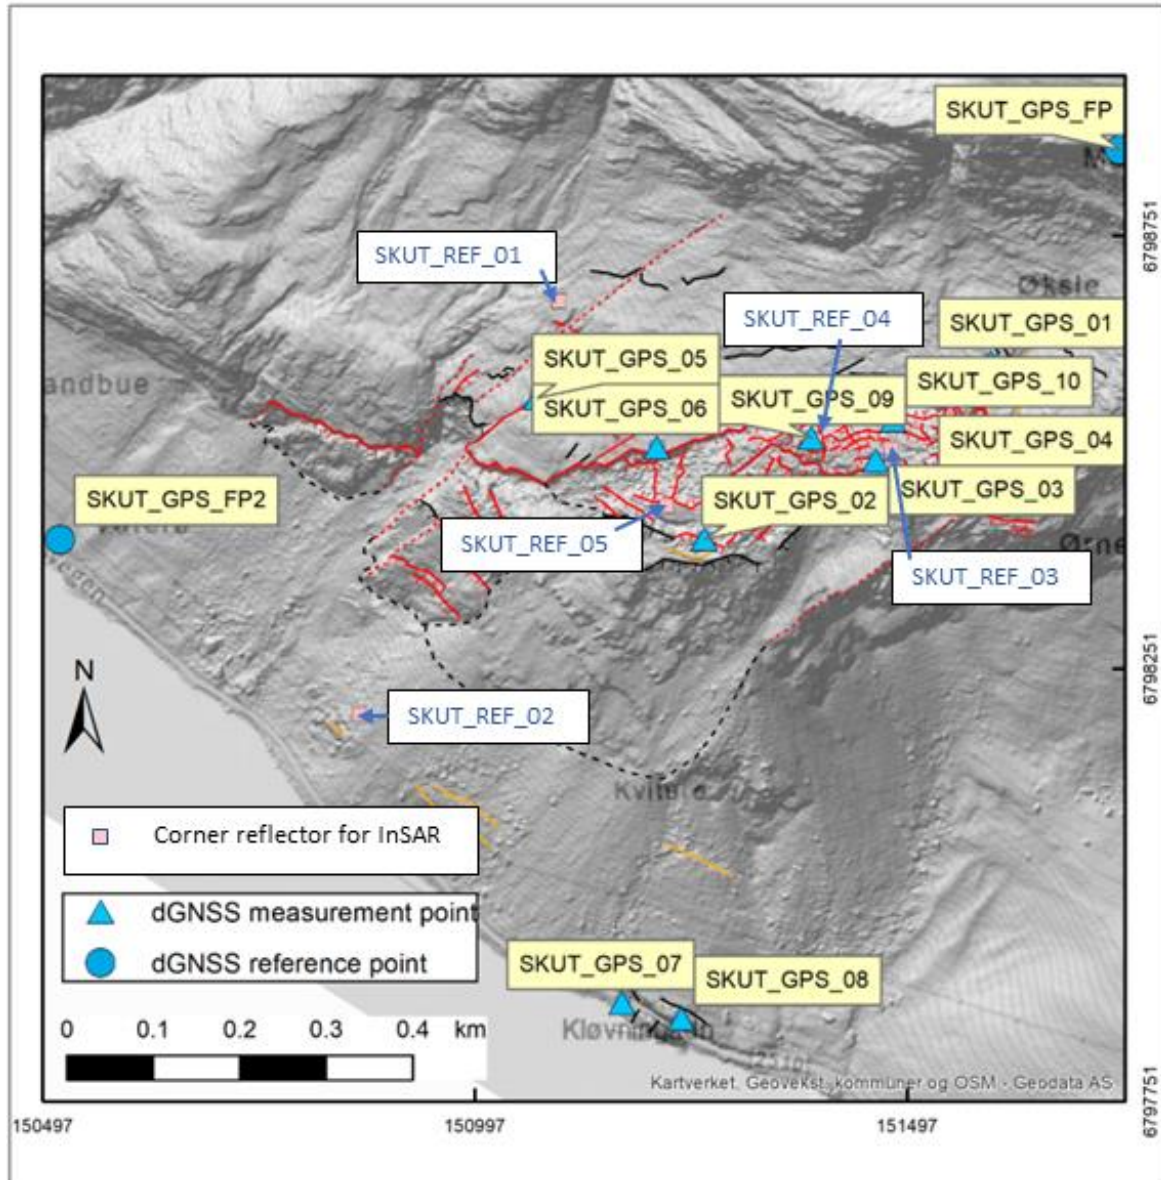 SKUT_GPS_FP
M
6798751
SKUT_REF_01
Øksle
SKUT_REF_04
SKUT_GPS_01
SKUT_GPS_05
SKUT_GPS_10
andbue
SKUT_GPS_06
SKUT_GPS_09
SKUT_GPS_04
SKUT_GPS_FP2
SKUT_GPS_02
SKUT_GPS_03
SKUT_REF_05
Ørne
SKUT_REF_03
vegen
6798251
N
SKUT_REF_02
Corner reflector for InSAR
dGNSS measurement point
dGNSS reference point
SKUT_GPS_07
SKUT_GPS_08
0 0.1 0.2 0.3 0.4 km
Kartverket, Geovekst, kommuner og OSM - Geodata AS
6797751
150497
150997
151497